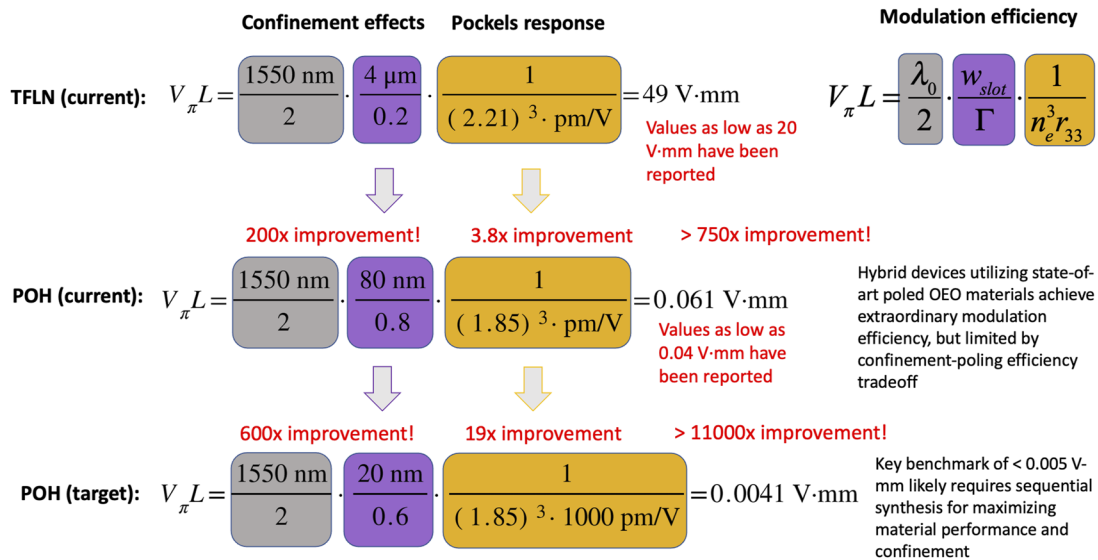 Confinement effects
Pockels response
Modulation efficiency
TFLN (current):
V_π L = 1550 nm / 2 · 4 μm / 0.2 · 1 / (2.21)^3 · pm/V = 49 V·mm
V_π L = λ_0 / 2 · w_slot / Γ · 1 / n_e^3 r_33
Values as low as 20
V·mm have been
reported
200x improvement!
3.8x improvement
> 750x improvement!
POH (current):
V_π L = 1550 nm / 2 · 80 nm / 0.8 · 1 / (1.85)^3 · pm/V = 0.061 V·mm
Values as low as
0.04 V·mm have
been reported
Hybrid devices utilizing state-of-
art poled OEO materials achieve
extraordinary modulation
efficiency, but limited by
confinement-poling efficiency
tradeoff
600x improvement!
19x improvement
> 11000x improvement!
POH (target):
V_π L = 1550 nm / 2 · 20 nm / 0.6 · 1 / (1.85)^3 · 1000 pm/V = 0.0041 V·mm
Key benchmark of < 0.005 V-
mm likely requires sequential
synthesis for maximizing
material performance and
confinement